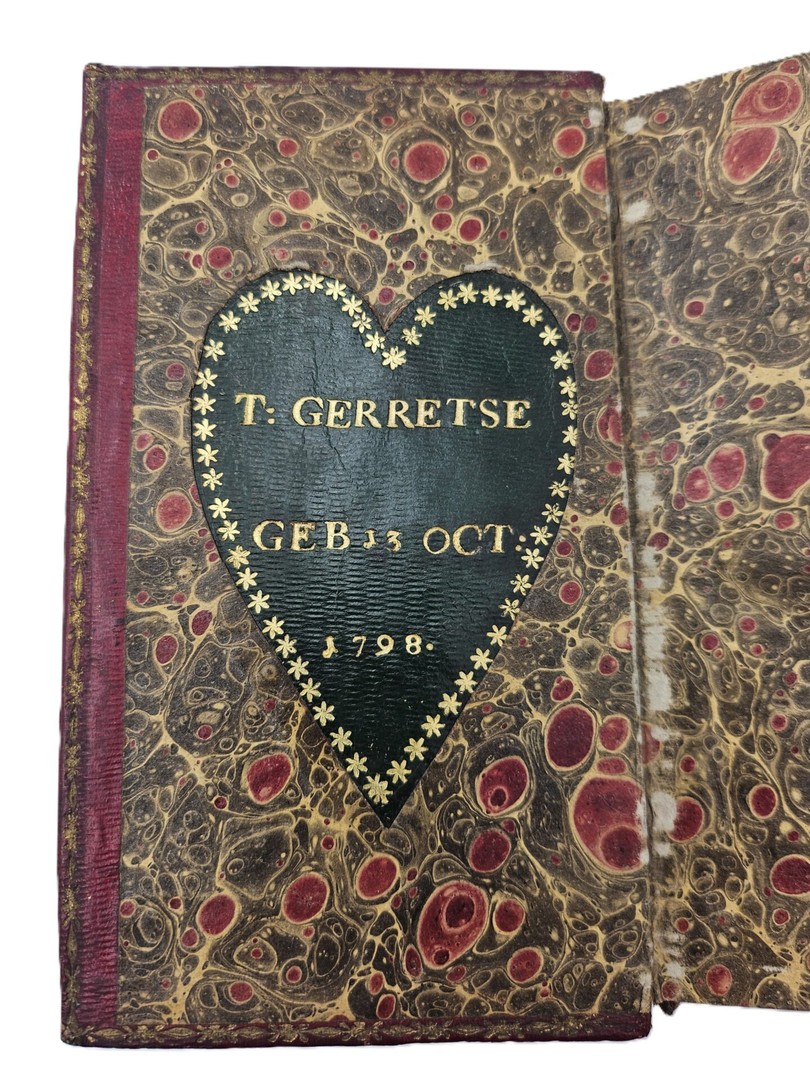 T: GERRETSE
GEB 13 OCT:
1798.